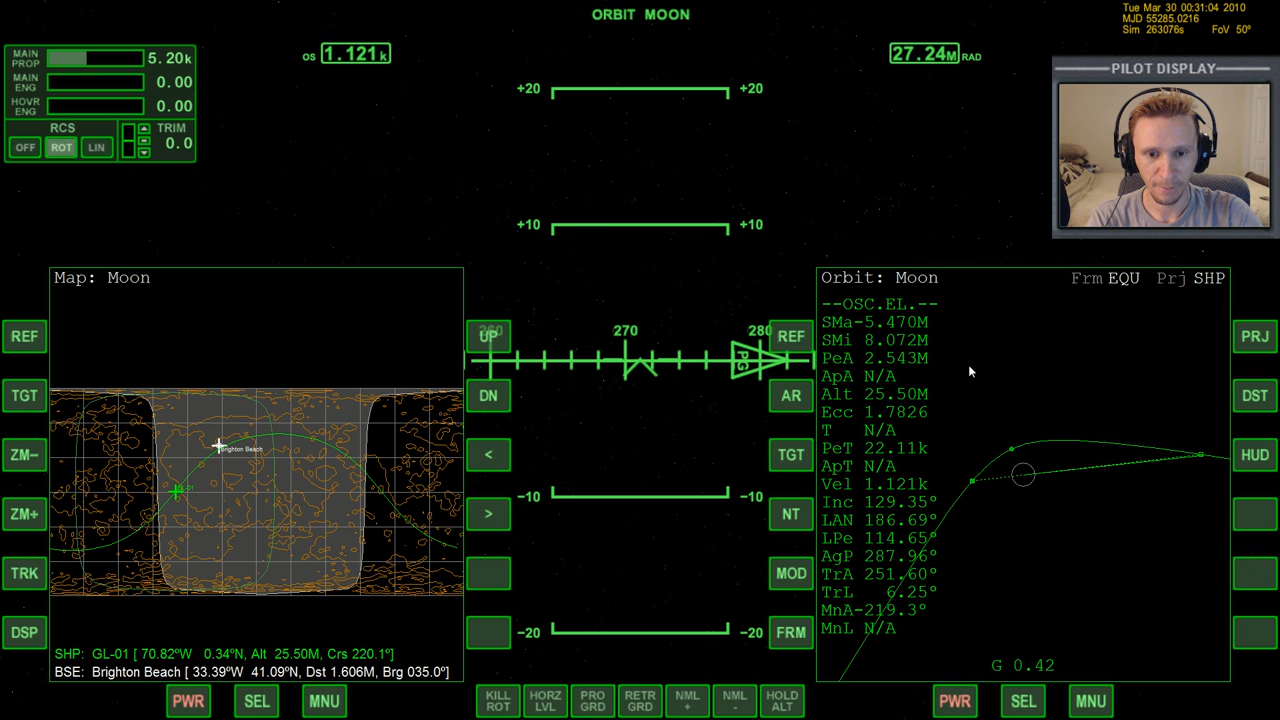 ORBIT MOON
Tue Mar 30 00:31:04 2010
MJD 55285.0216
Sim 263076s FoV 50°
MAIN PROP 5.20k
MAIN ENG 0.00
HOVR ENG 0.00
RCS TRIM
OFF ROT LIN 0.0
OS 1.121k
27.24M RAD
PILOT DISPLAY
+20 +20
+10 +10
260 270 280
PG
-10 -10
-20 -20
Map: Moon
REF
TGT
ZM-
ZM+
TRK
DSP
UP
DN
<
>
Brighton Beach
GL-01
SHP: GL-01 [ 70.82°W 0.34°N, Alt 25.50M, Crs 220.1°]
BSE: Brighton Beach [ 33.39°W 41.09°N, Dst 1.606M, Brg 035.0°]
PWR SEL MNU
KILL ROT
HORZ LVL
PRO GRD
RETR GRD
NML +
NML -
HOLD ALT
Orbit: Moon Frm EQU Prj SHP
REF
AR
TGT
NT
MOD
FRM
--OSC.EL.--
SMa-5.470M
SMi 8.072M
PeA 2.543M
ApA N/A
Alt 25.50M
Ecc 1.7826
T N/A
PeT 22.11k
ApT N/A
Vel 1.121k
Inc 129.35°
LAN 186.69°
LPe 114.65°
AgP 287.96°
TrA 251.60°
TrL 6.25°
MnA-219.3°
MnL N/A
G 0.42
PRJ
DST
HUD
PWR SEL MNU